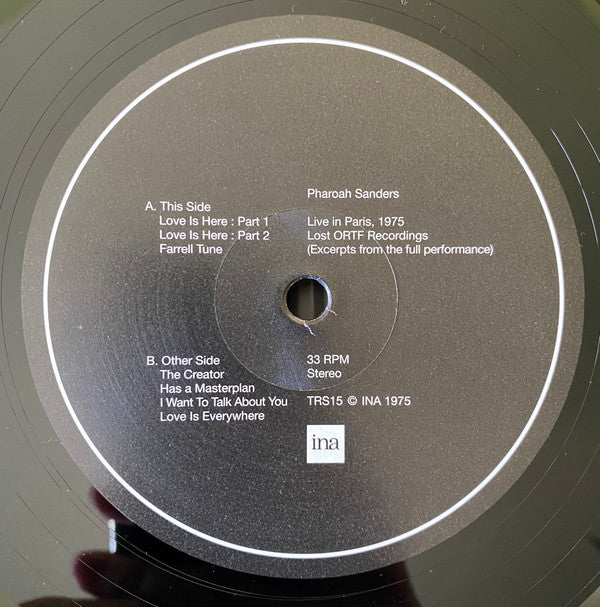 Pharoah Sanders
A. This Side
Love Is Here : Part 1
Love Is Here : Part 2
Farrell Tune
Live in Paris, 1975
Lost ORTF Recordings
(Excerpts from the full performance)
B. Other Side
The Creator
Has a Masterplan
I Want To Talk About You
Love Is Everywhere
33 RPM
Stereo
TRS15 © INA 1975
ina